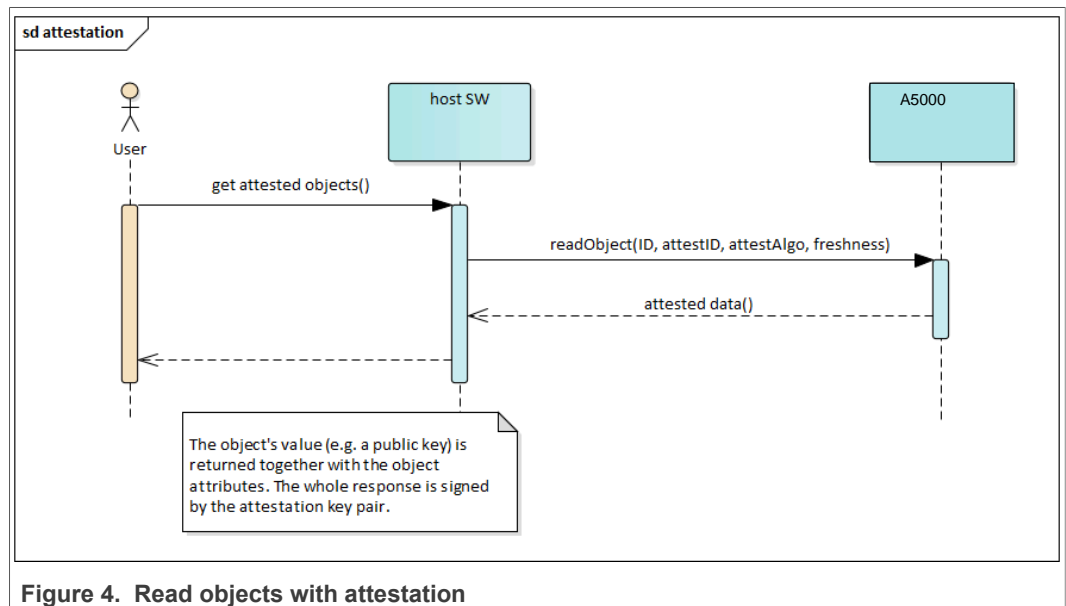 sd attestation
User
host SW
A5000
get attested objects()
readObject(ID, attestID, attestAlgo, freshness)
attested data()
The object's value (e.g. a public key) is
returned together with the object
attributes. The whole response is signed
by the attestation key pair.
Figure 4. Read objects with attestation